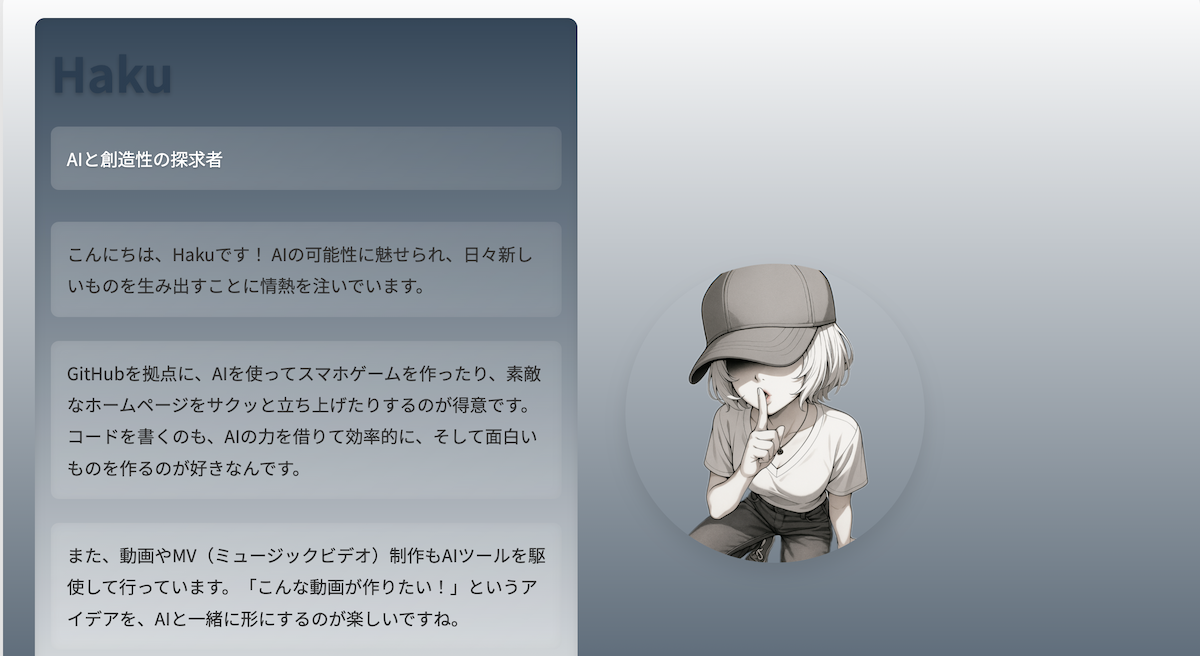 Haku
AIと創造性の探求者
こんにちは、Hakuです！ AIの可能性に魅せられ、日々新し
いものを生み出すことに情熱を注いでいます。
GitHubを拠点に、AIを使ってスマホゲームを作ったり、素敵
なホームページをサクッと立ち上げたりするのが得意です。
コードを書くのも、AIの力を借りて効率的に、そして面白い
ものを作るのが好きなんです。
また、動画やMV（ミュージックビデオ）制作もAIツールを駆
使して行っています。「こんな動画が作りたい！」というア
イデアを、AIと一緒に形にするのが楽しいですね。